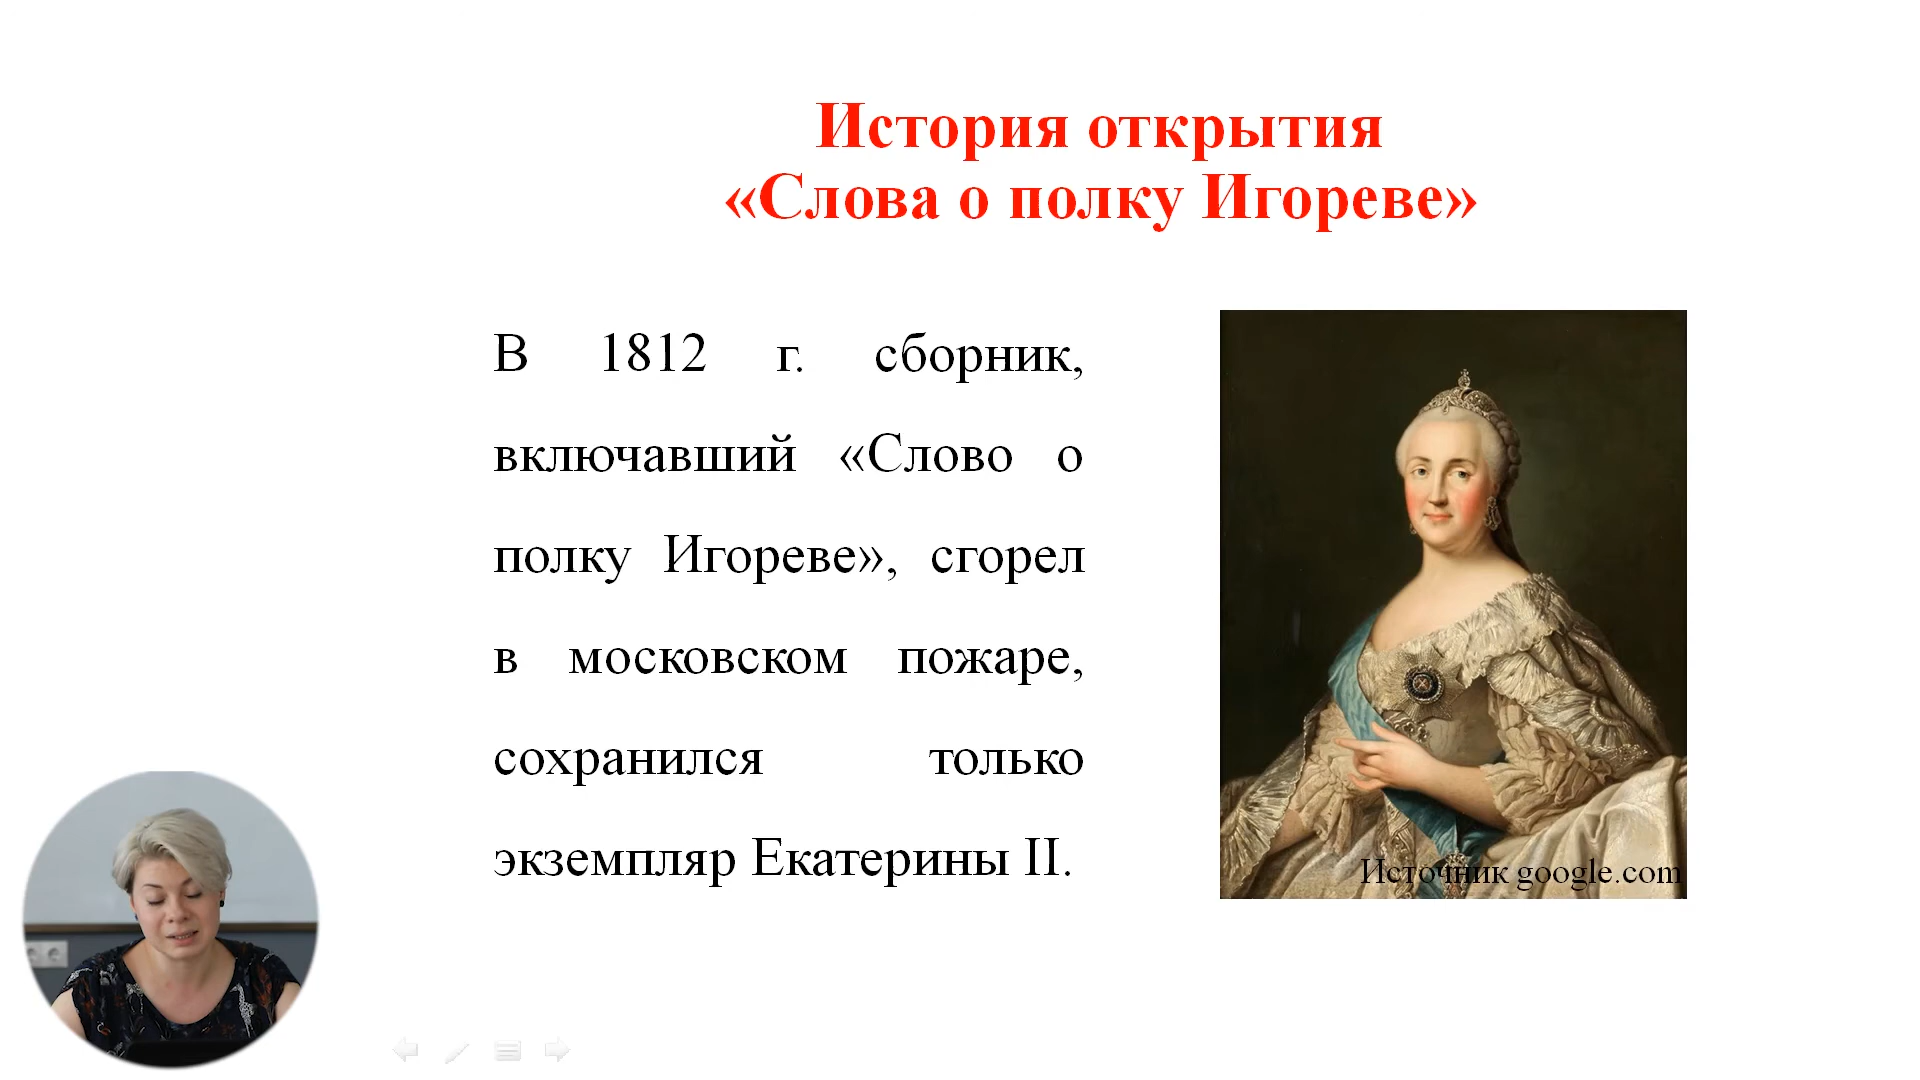 История открытия
«Слова о полку Игореве»
В 1812 г. сборник,
включавший «Слово о
полку Игореве», сгорел
в московском пожаре,
сохранился только
экземпляр Екатерины II.
Источник google.com